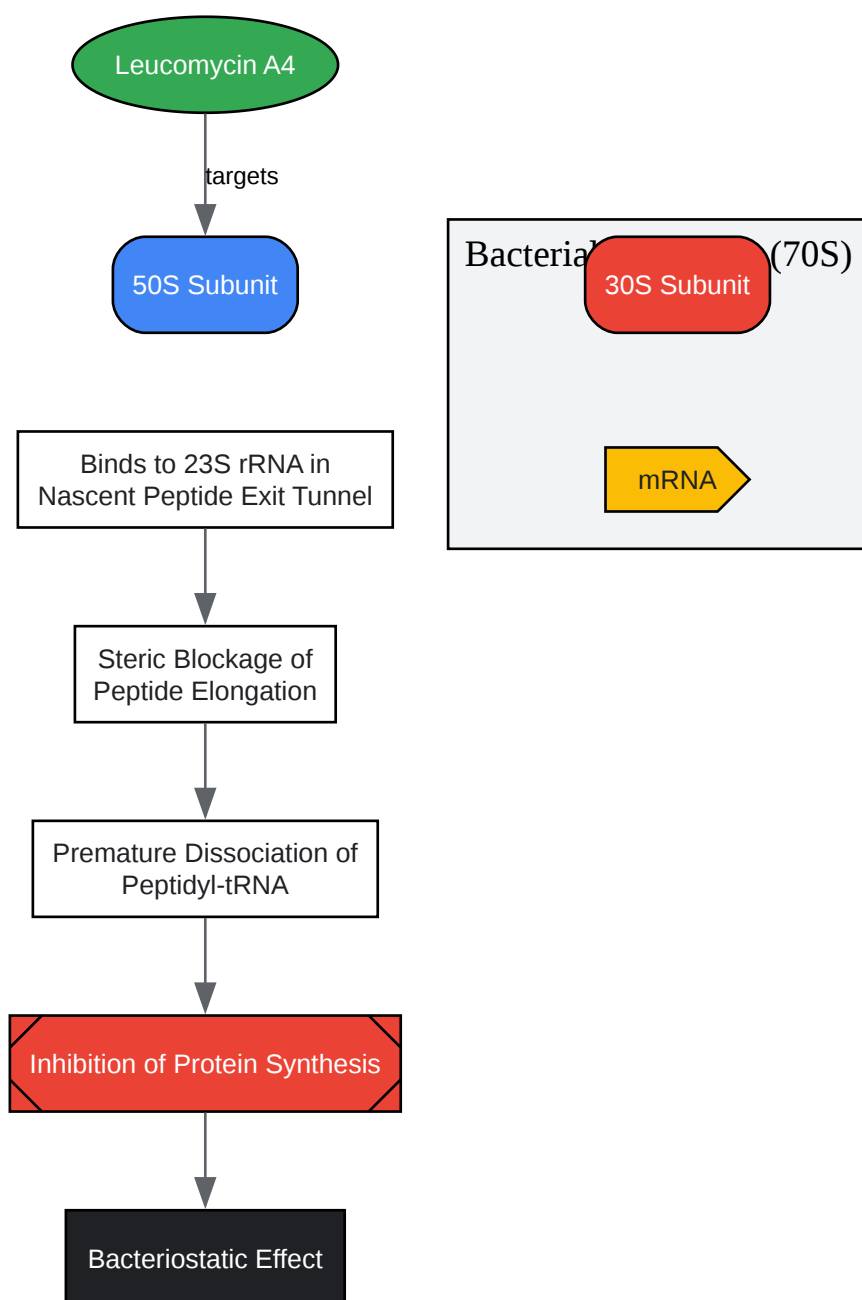 Leucomycin A4
targets
50S Subunit
Bacterial (70S)
30S Subunit
Binds to 23S rRNA in
Nascent Peptide Exit Tunnel
mRNA
Steric Blockage of
Peptide Elongation
Premature Dissociation of
Peptidyl-tRNA
Inhibition of Protein Synthesis
Bacteriostatic Effect